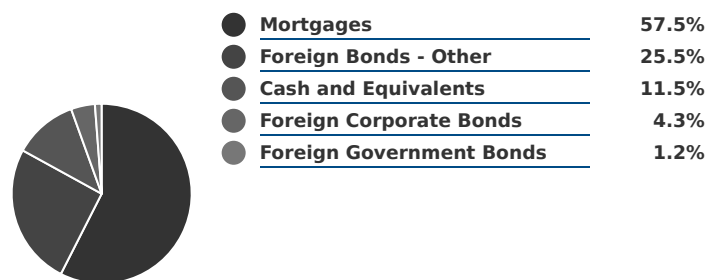 Mortgages 57.5%
Foreign Bonds - Other 25.5%
Cash and Equivalents 11.5%
Foreign Corporate Bonds 4.3%
Foreign Government Bonds 1.2%